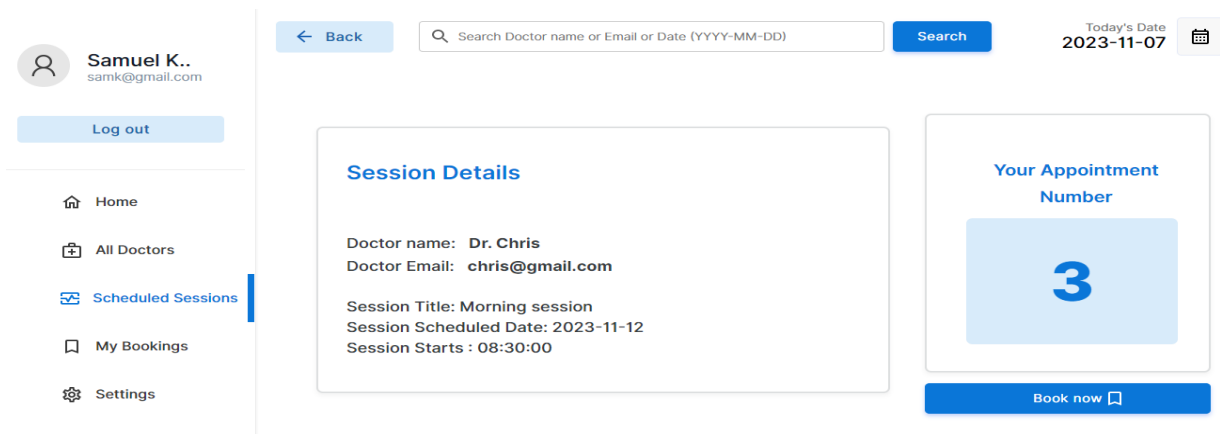 Samuel K..
samk@gmail.com
Log out
Home
All Doctors
Scheduled Sessions
My Bookings
Settings
Back
Search Doctor name or Email or Date (YYYY-MM-DD)
Search
Today's Date
2023-11-07
Session Details
Doctor name: Dr. Chris
Doctor Email: chris@gmail.com
Session Title: Morning session
Session Scheduled Date: 2023-11-12
Session Starts : 08:30:00
Your Appointment
Number
3
Book now